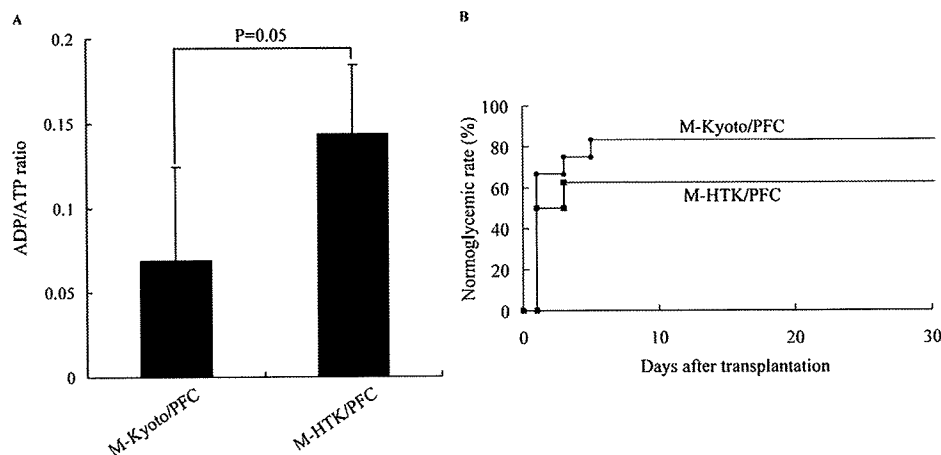 A
P=0.05
0.2
0.15
0.1
0.05
0
ADP/ATP ratio
M-Kyoto/PFC
M-HTK/PFC
B
100
80
60
40
20
0
Normoglycemic rate (%)
M-Kyoto/PFC
M-HTK/PFC
0 10 20 30
Days after transplantation